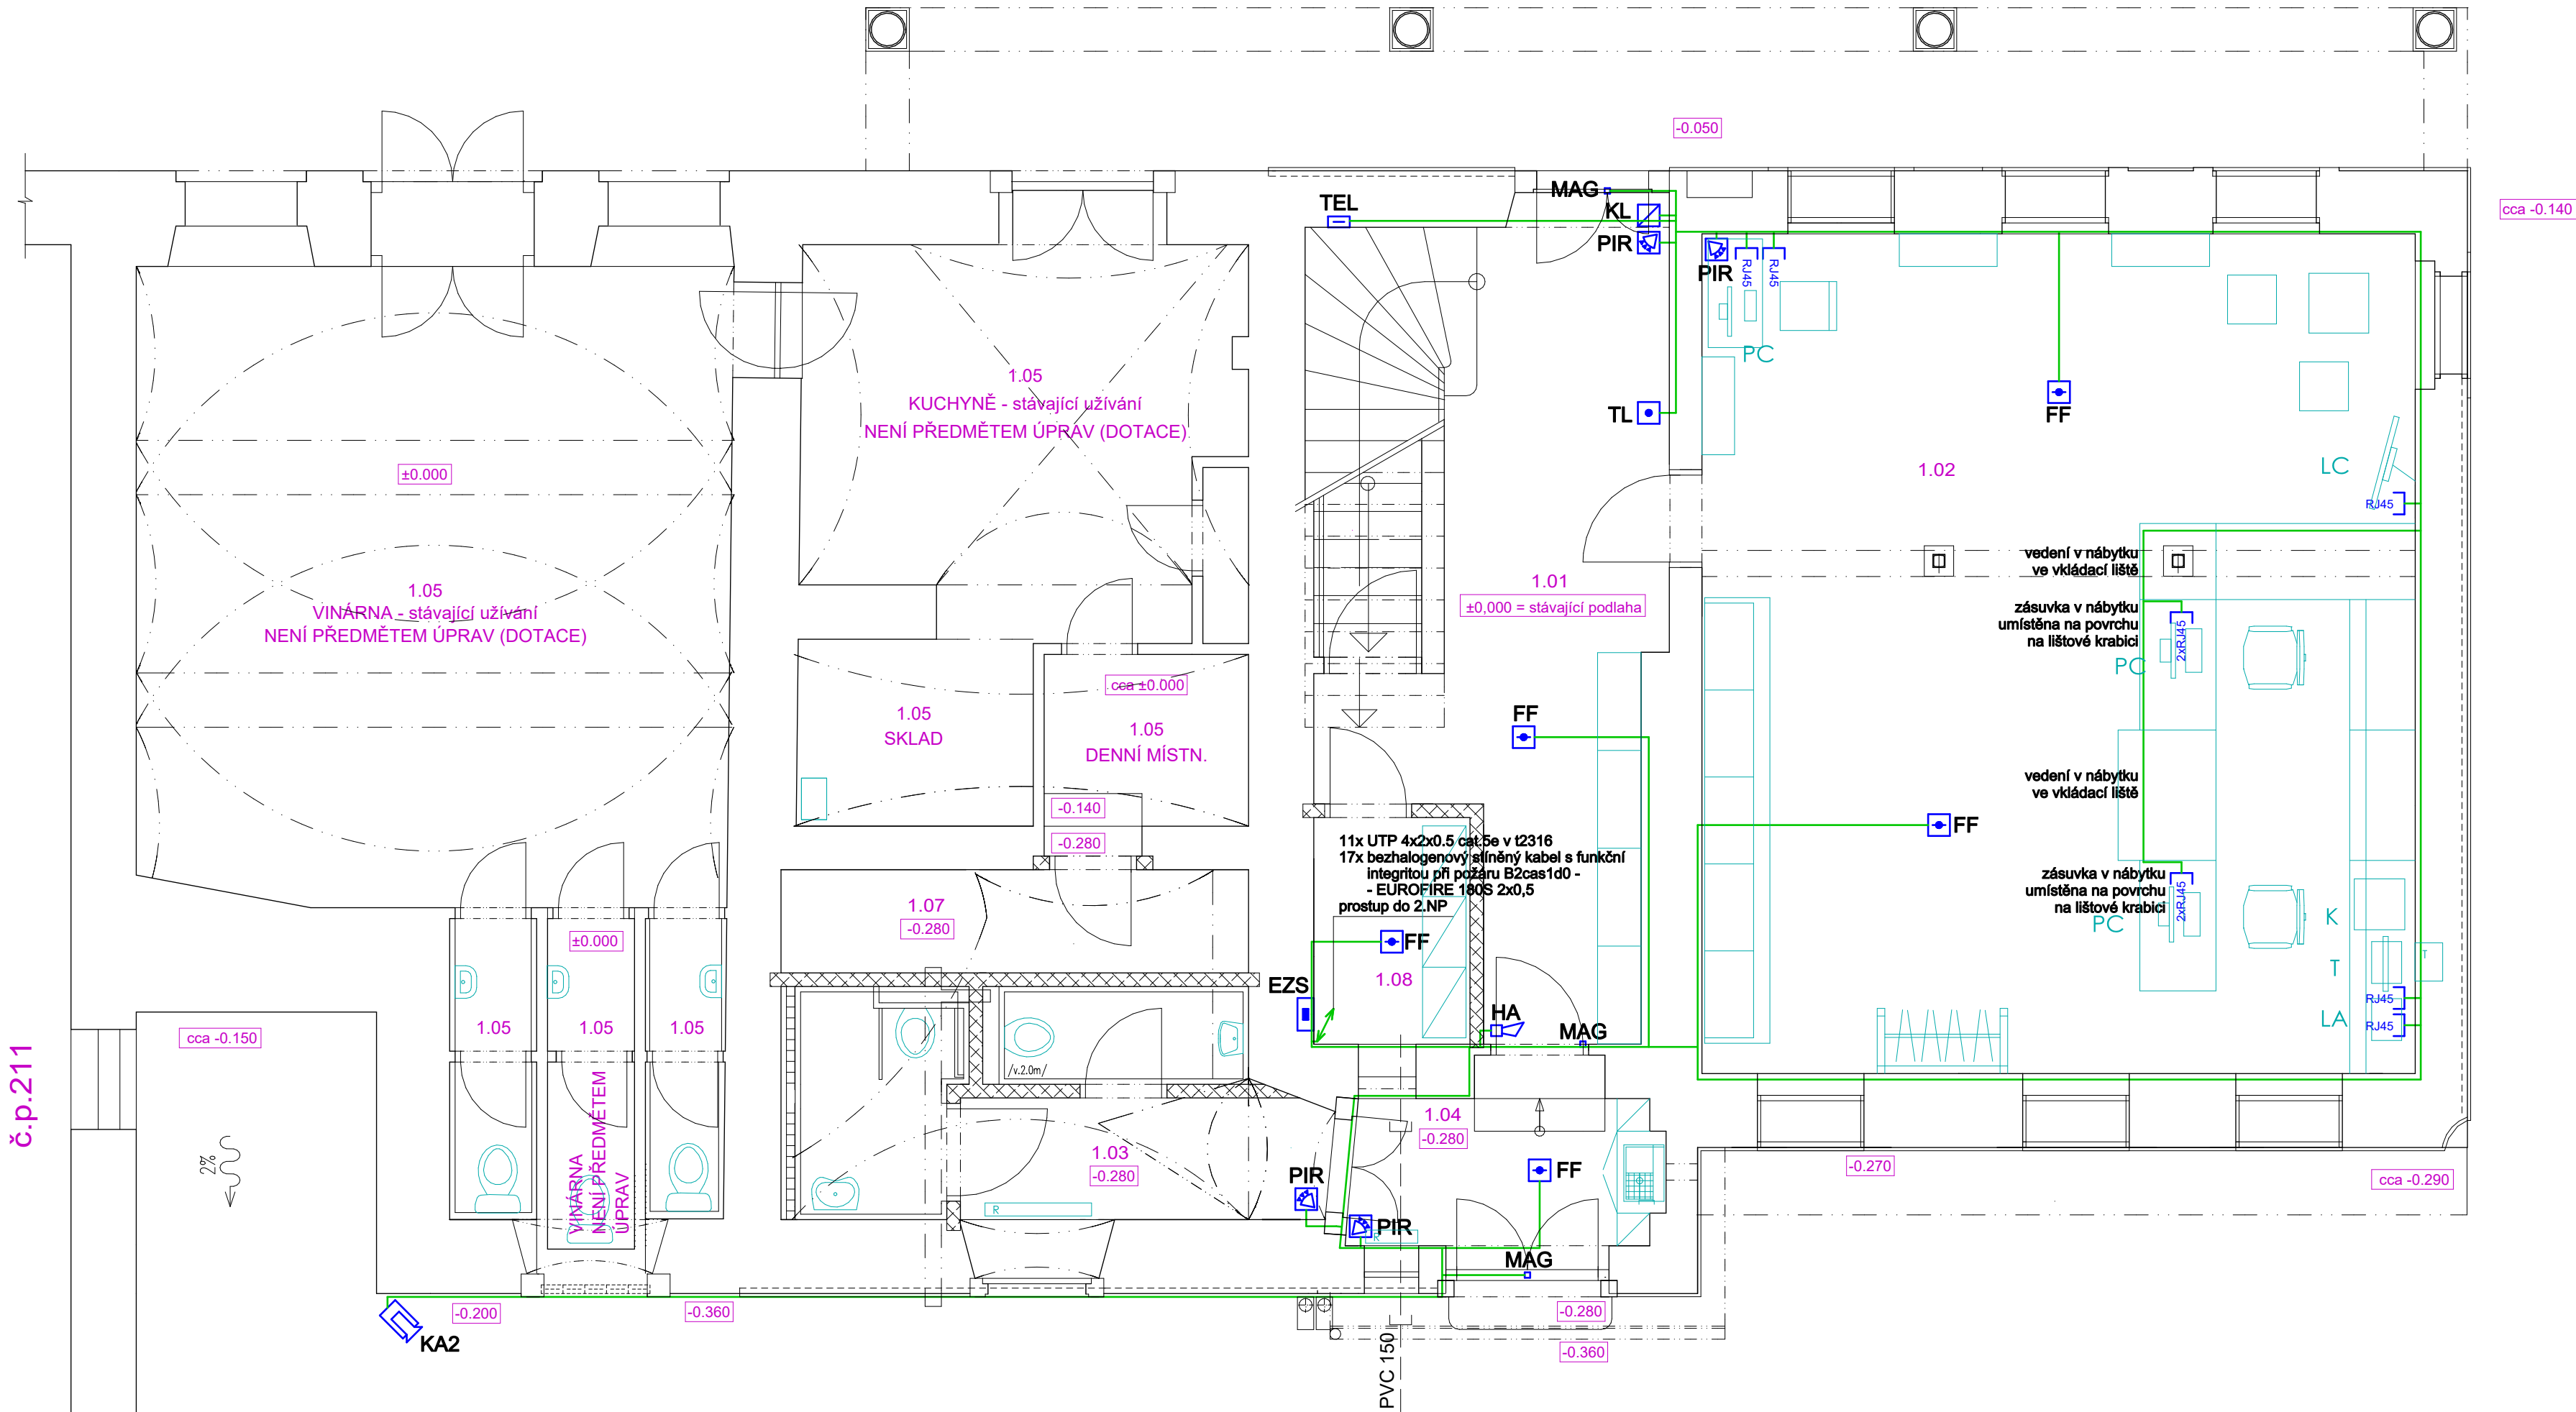 -0.050
cca -0.140
TEL
MAG
KL
PIR
PIR
RJ45
RJ45
PC
FF
TL
1.05
KUCHYNĚ - stávající užívání
NENÍ PŘEDMĚTEM ÚPRAV (DOTACE)
±0.000
1.02
LC
RJ45
1.05
VINÁRNA - stávající užívání
NENÍ PŘEDMĚTEM ÚPRAV (DOTACE)
1.01
±0,000 = stávající podlaha
vedení v nábytku
ve vkládací liště
zásuvka v nábytku
umístěna na povrchu
na lištové krabici
2xRJ45
PC
cca ±0.000
1.05
SKLAD
1.05
DENNÍ MÍSTN.
FF
-0.140
-0.280
vedení v nábytku
ve vkládací liště
FF
11x UTP 4x2x0.5 cat.5e v t2316
17x bezhalogenový stíněný kabel s funkční
integritou při požáru B2cas1d0 -
- EUROFIRE 180S 2x0,5
prostup do 2.NP
zásuvka v nábytku
umístěna na povrchu
na lištové krabici
2xRJ45
PC
K
T
T
LA
RJ45
RJ45
1.07
-0.280
±0.000
FF
1.08
EZS
HA
MAG
č.p.211
cca -0.150
1.05
1.05
1.05
/v.2.0m/
2%
VINÁRNA
NENÍ PŘEDMĚTEM
ÚPRAV
1.03
-0.280
R
1.04
-0.280
PIR
PIR
R
FF
MAG
-0.270
cca -0.290
KA2
-0.200
-0.360
-0.280
-0.360
PVC 150